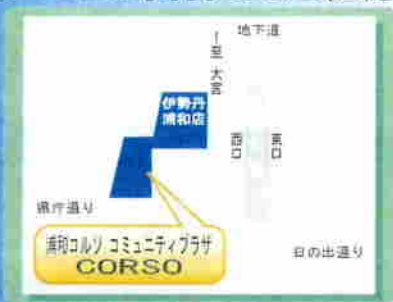 地下道
至 大宮
伊勢丹
浦和店
西口
東口
県庁通り
浦和コルソ コミュニティプラザ
CORSO
日の出通り